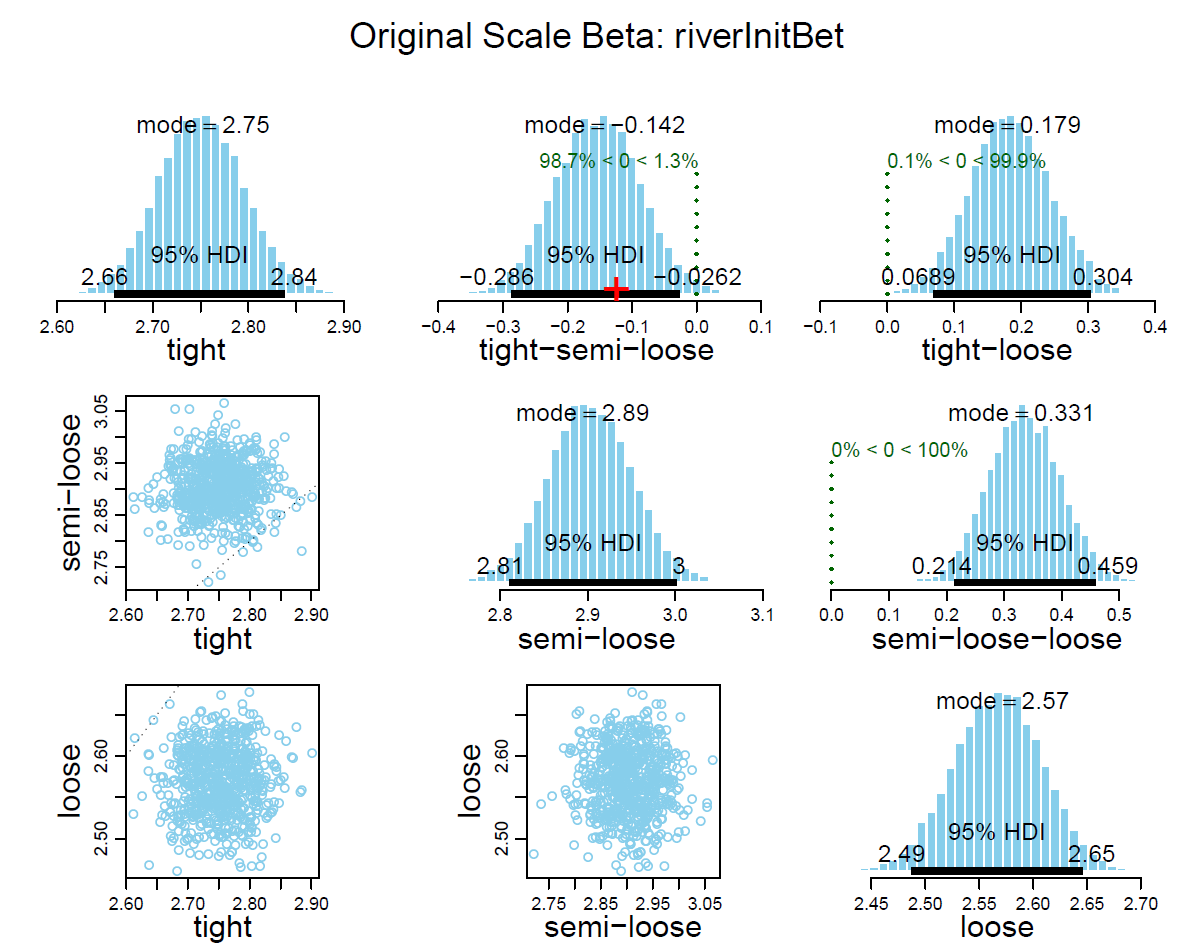 Original Scale Beta: riverInitBet
mode = 2.75
95% HDI
2.66 2.84
2.60 2.70 2.80 2.90
tight
mode = −0.142
98.7% < 0 < 1.3%
95% HDI
−0.286 −0.0262
−0.4 −0.3 −0.2 −0.1 0.0 0.1
tight−semi−loose
mode = 0.179
0.1% < 0 < 99.9%
95% HDI
0.0689 0.304
−0.1 0.0 0.1 0.2 0.3 0.4
tight−loose
semi−loose
2.75 2.85 2.95 3.05
2.60 2.70 2.80 2.90
tight
mode = 2.89
95% HDI
2.81 3
2.8 2.9 3.0 3.1
semi−loose
mode = 0.331
0% < 0 < 100%
95% HDI
0.214 0.459
0.0 0.1 0.2 0.3 0.4 0.5
semi−loose−loose
loose
2.50 2.60
2.60 2.70 2.80 2.90
tight
loose
2.50 2.60
2.75 2.85 2.95 3.05
semi−loose
mode = 2.57
95% HDI
2.49 2.65
2.45 2.50 2.55 2.60 2.65 2.70
loose